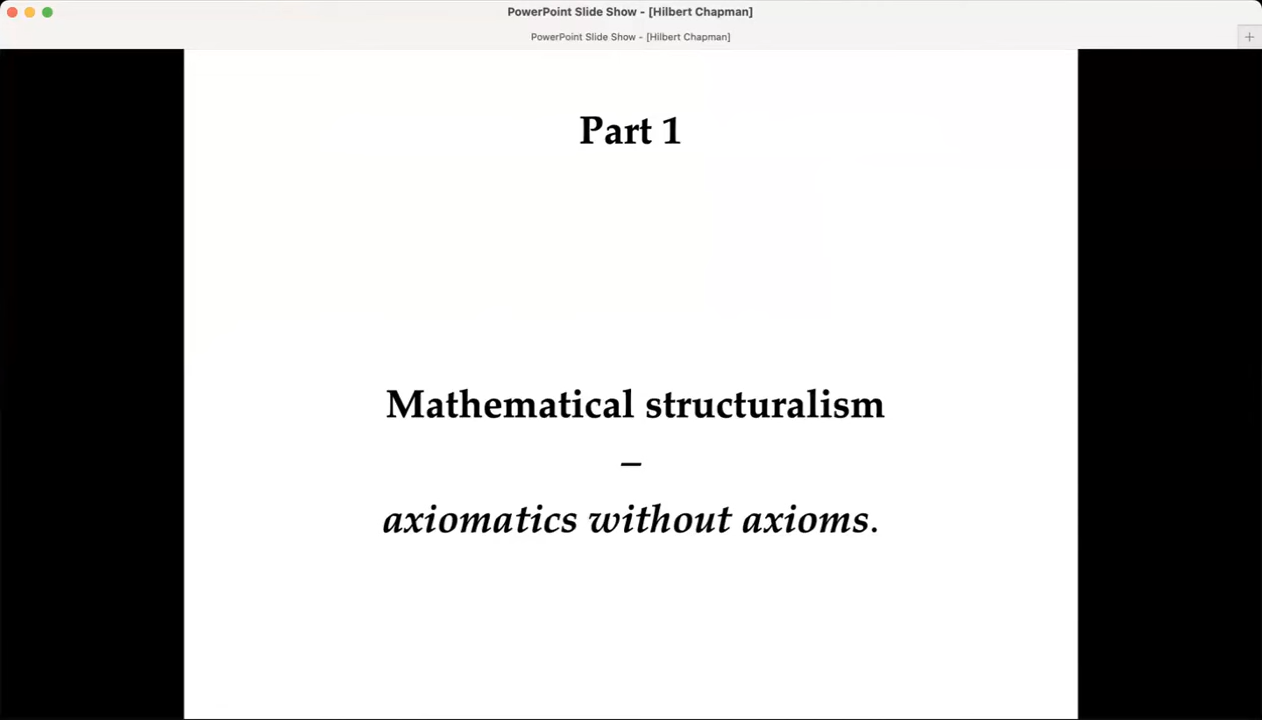 PowerPoint Slide Show - [Hilbert Chapman]
PowerPoint Slide Show - [Hilbert Chapman]
Part 1
Mathematical structuralism
–
axiomatics without axioms.